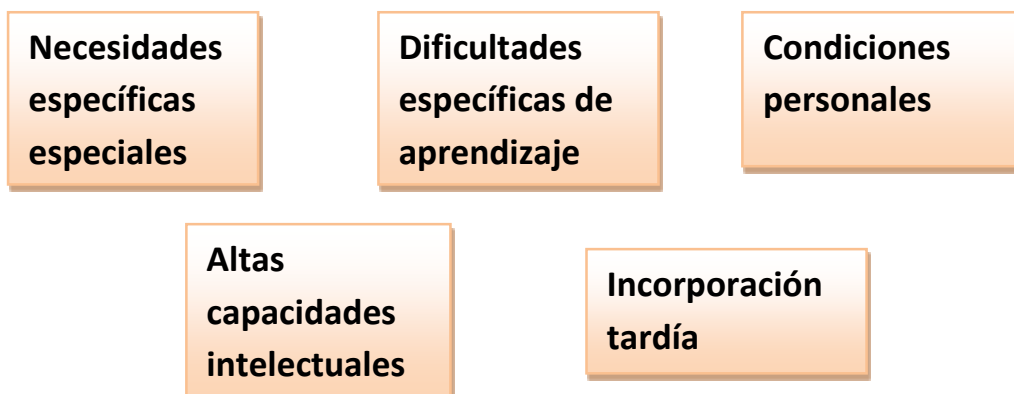 Necesidades
específicas
especiales
Dificultades
específicas de
aprendizaje
Condiciones
personales
Altas
capacidades
intelectuales
Incorporación
tardía